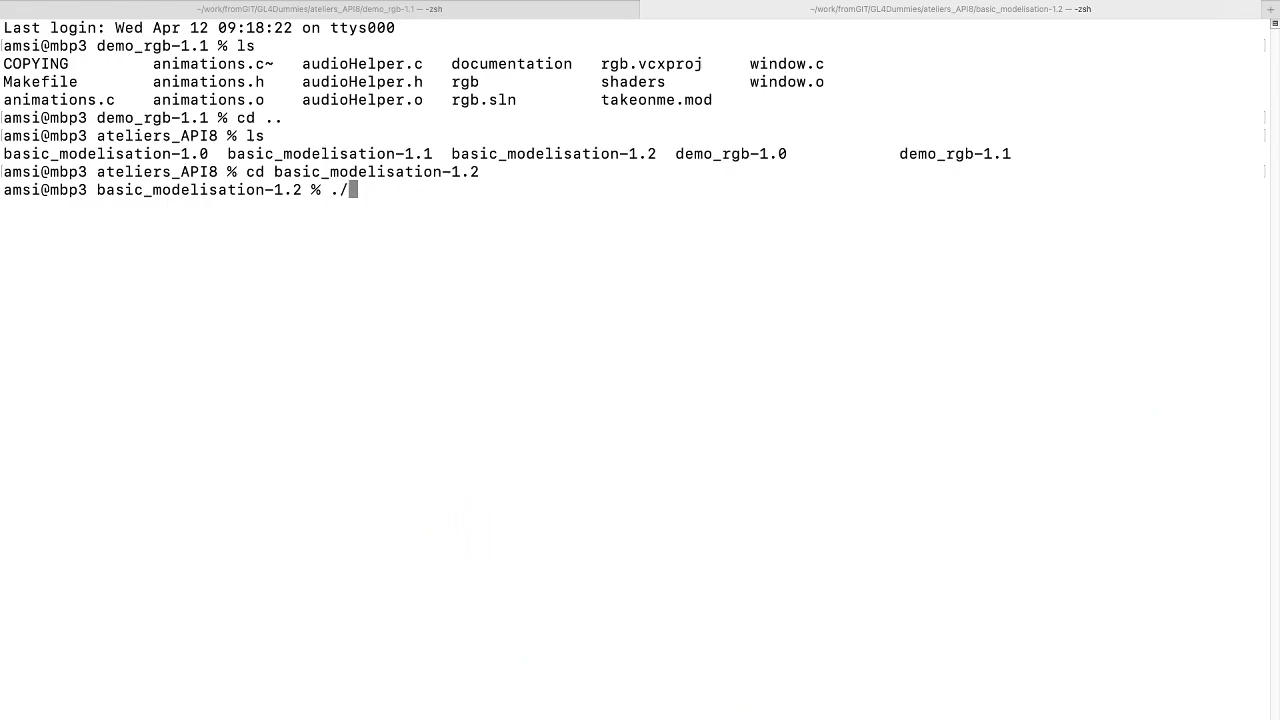 ~/work/fromGIT/GL4Dummies/ateliers_API8/demo_rgb-1.1 — -zsh
~/work/fromGIT/GL4Dummies/ateliers_API8/basic_modelisation-1.2 — -zsh
Last login: Wed Apr 12 09:18:22 on ttys000
amsi@mbp3 demo_rgb-1.1 % ls
COPYING animations.c~ audioHelper.c documentation rgb.vcxproj window.c
Makefile animations.h audioHelper.h rgb shaders window.o
animations.c animations.o audioHelper.o rgb.sln takeonme.mod
amsi@mbp3 demo_rgb-1.1 % cd ..
amsi@mbp3 ateliers_API8 % ls
basic_modelisation-1.0 basic_modelisation-1.1 basic_modelisation-1.2 demo_rgb-1.0 demo_rgb-1.1
amsi@mbp3 ateliers_API8 % cd basic_modelisation-1.2
amsi@mbp3 basic_modelisation-1.2 % ./